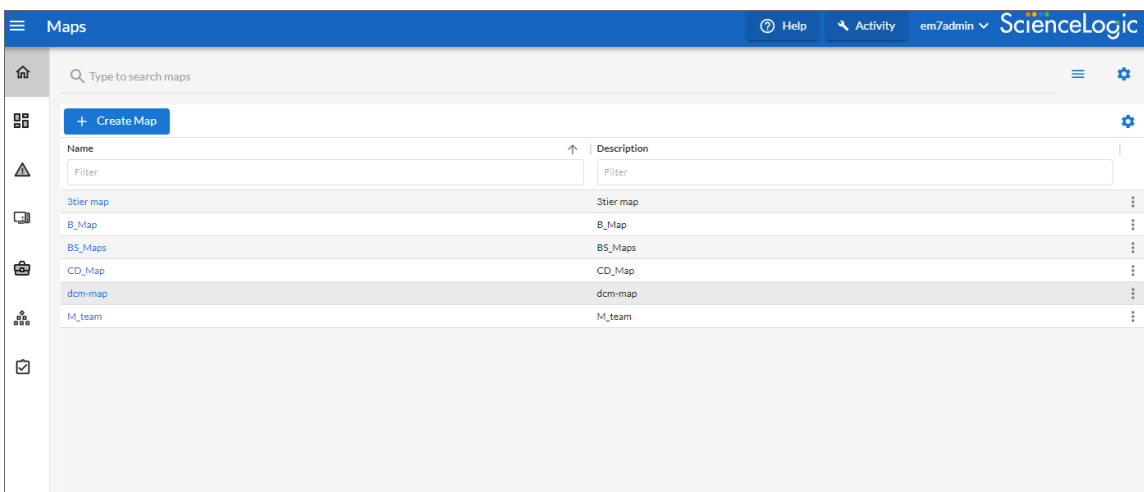 Maps Help Activity em7admin ScienceLogic
Type to search maps
+ Create Map
Name Description
Filter Filter
3tier map 3tier map
B_Map B_Map
BS_Maps BS_Maps
CD_Map CD_Map
dcm-map dcm-map
M_team M_team